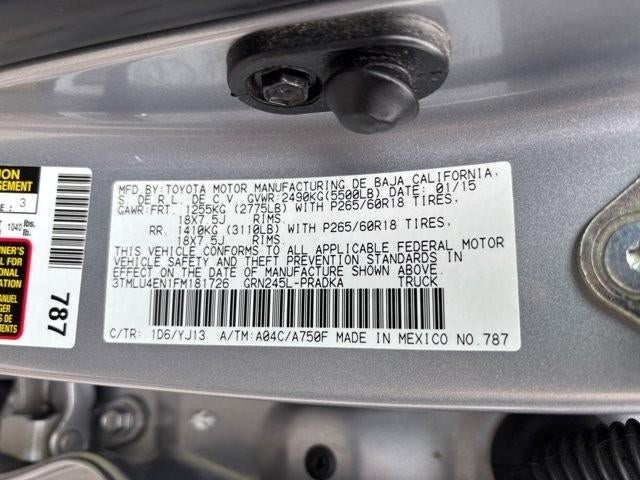 MFD.BY:TOYOTA MOTOR MANUFACTURING DE BAJA CALIFORNIA,
S. DE R.L. DE C.V. GVWR:2490KG(5500LB) DATE: 01/15
GAWR:FRT. 1255KG (2775LB) WITH P265/60R18 TIRES,
18X7.5J RIMS.
RR. 1410KG (3110LB) WITH P265/60R18 TIRES,
18X7.5J RIMS.
THIS VEHICLE CONFORMS TO ALL APPLICABLE FEDERAL MOTOR
VEHICLE SAFETY AND THEFT PREVENTION STANDARDS IN
EFFECT ON THE DATE OF MANUFACTURE SHOWN ABOVE.
3TMLU4EN1FM181726 GRN245L-PRADKA TRUCK
C/TR: 1D6/YJ13 A/TM:A04C/A750F MADE IN MEXICO NO.787
3
1040 lbs.
787